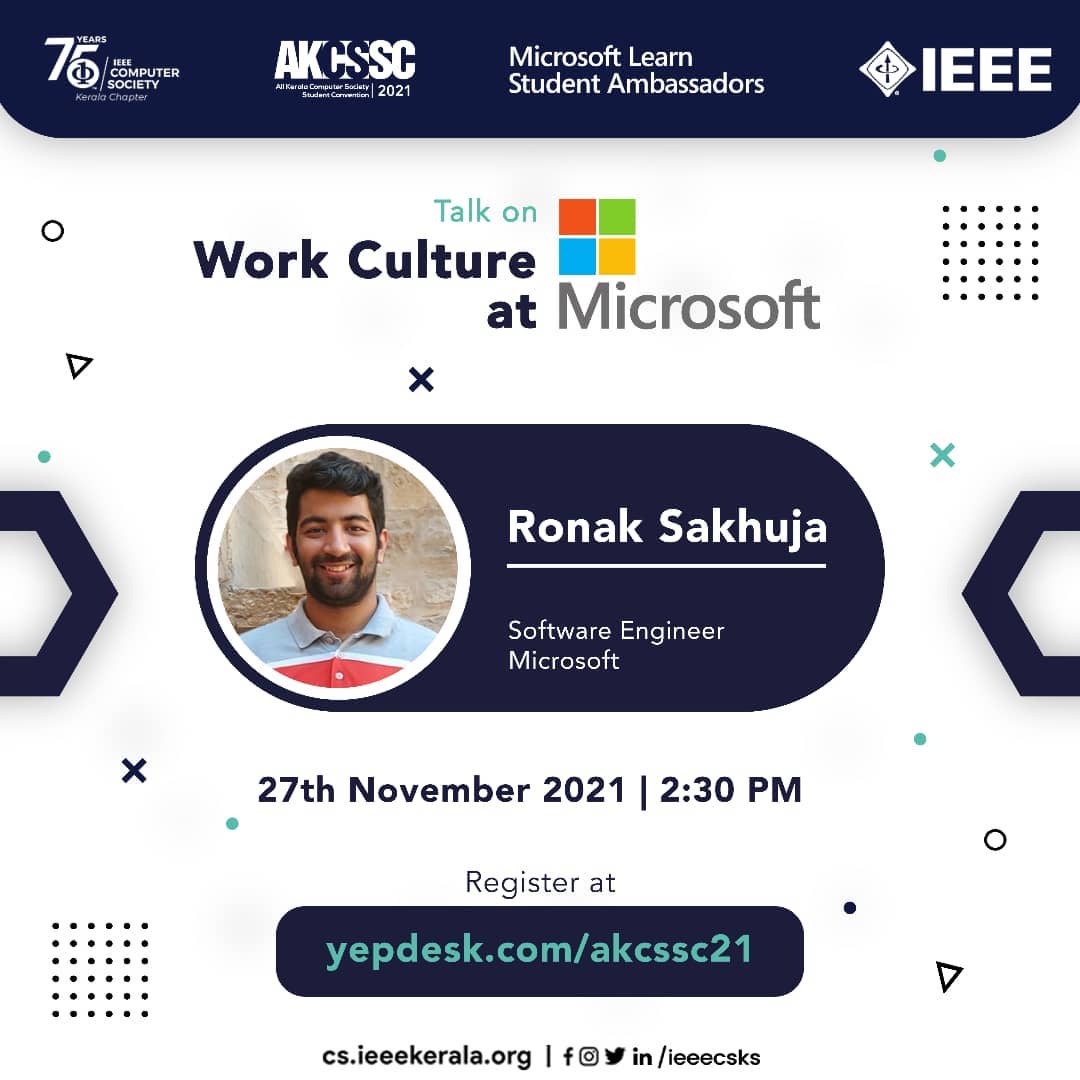 75 YEARS
IEEE
COMPUTER
SOCIETY
Kerala Chapter
AKCSSC
All Kerala Computer Society
Student Convention | 2021
Microsoft Learn
Student Ambassadors
IEEE
Talk on
Work Culture
at Microsoft
Ronak Sakhuja
Software Engineer
Microsoft
27th November 2021 | 2:30 PM
Register at
yepdesk.com/akcssc21
cs.ieeekerala.org | /ieeecsks